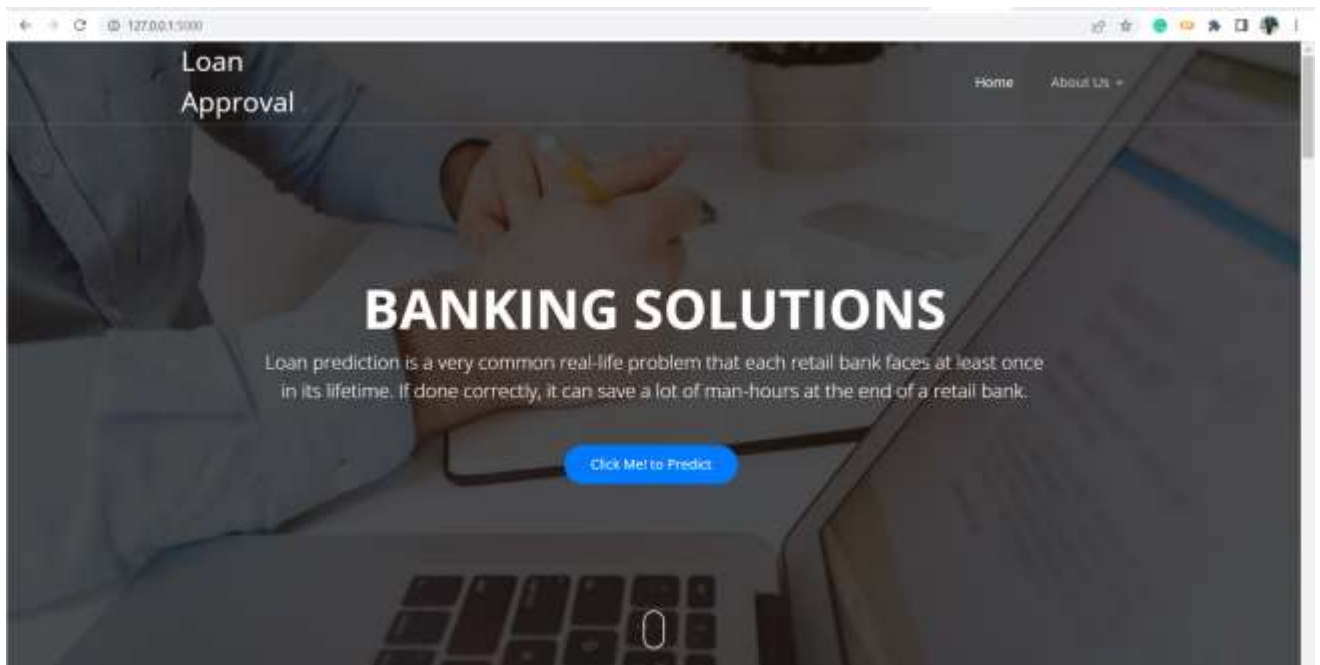 127.0.0.1:5000
Loan
Approval
Home
About Us
BANKING SOLUTIONS
Loan prediction is a very common real-life problem that each retail bank faces at least once
in its lifetime. If done correctly, it can save a lot of man-hours at the end of a retail bank.
Click Me! to Predict